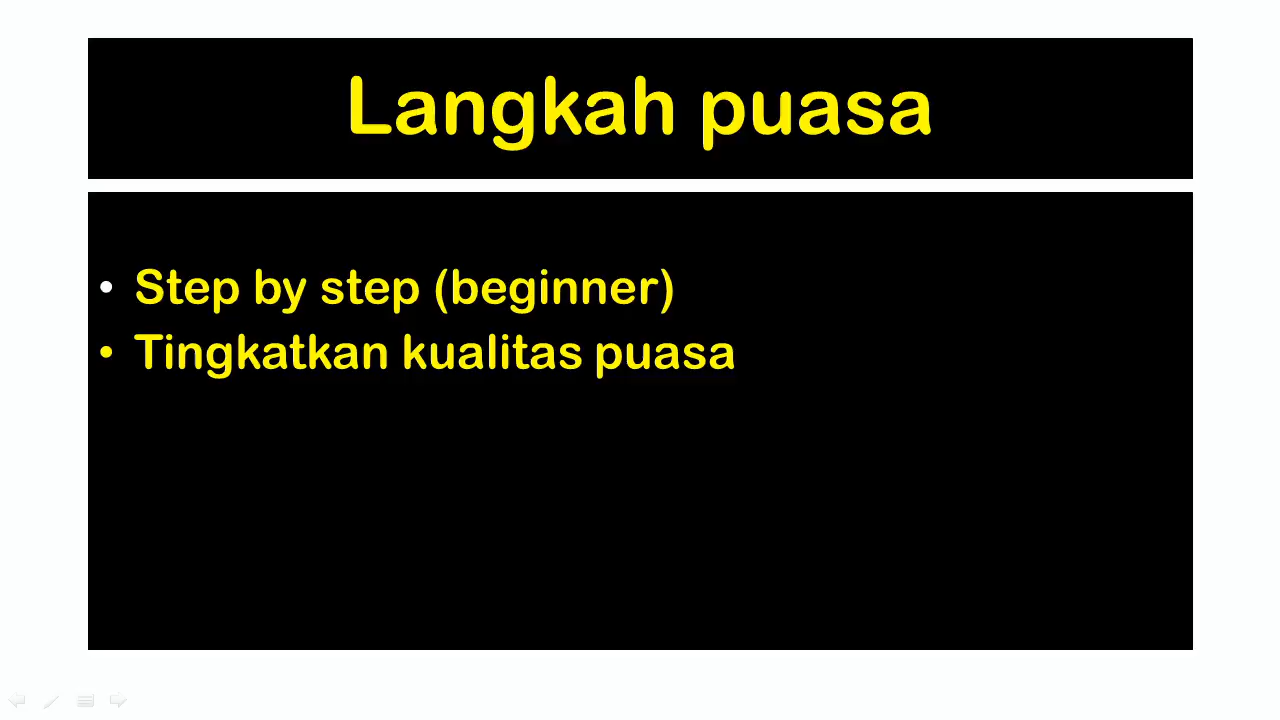 Langkah puasa
• Step by step (beginner)
• Tingkatkan kualitas puasa